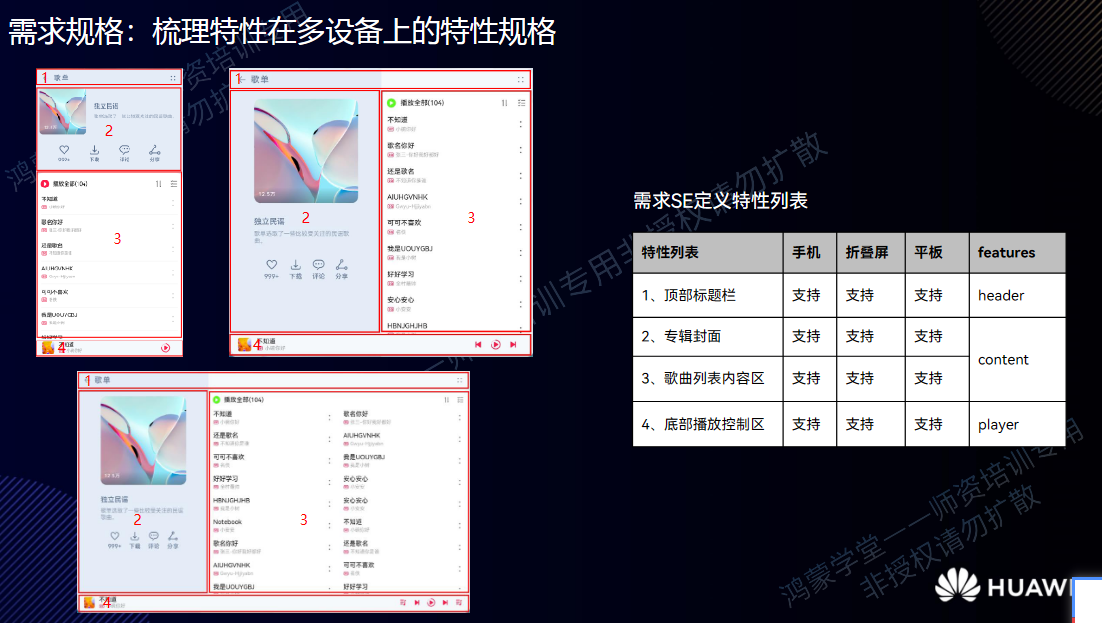 需求规格：梳理特性在多设备上的特性规格
1 歌单
独立民谣
2
999+ 下载 评论 分享
播放全部(104)
不知道
歌名你好
3
还是歌名
AIUHGVNHK
可可不喜欢
我是UOUYGBJ
4 不知道
1 歌单
12.5万
独立民谣
2
999+ 下载 评论 分享
播放全部(104)
不知道
歌名你好
还是歌名
AIUHGVNHK
3
可可不喜欢
我是UOUYGBJ
好好学习
安心安心
HBNJGHJHB
4 不知道
1 歌单
12.5万
独立民谣
2
999+ 下载 评论 分享
播放全部(104)
不知道 歌名你好
还是歌名 AIUHGVNHK
可可不喜欢 我是UOUYGBJ
好好学习 安心安心
HBNJGHJHB 安心安心
3
Notebook 不知道
歌名你好 还是歌名
AIUHGVNHK 可可不喜欢
我是UOUYGBJ 好好学习
4 不知道
需求SE定义特性列表
特性列表 手机 折叠屏 平板 features
1、顶部标题栏 支持 支持 支持 header
2、专辑封面 支持 支持 支持
content
3、歌曲列表内容区 支持 支持 支持
4、底部播放控制区 支持 支持 支持 player
鸿蒙学堂——师资培训专用
非授权请勿扩散
HUAWE